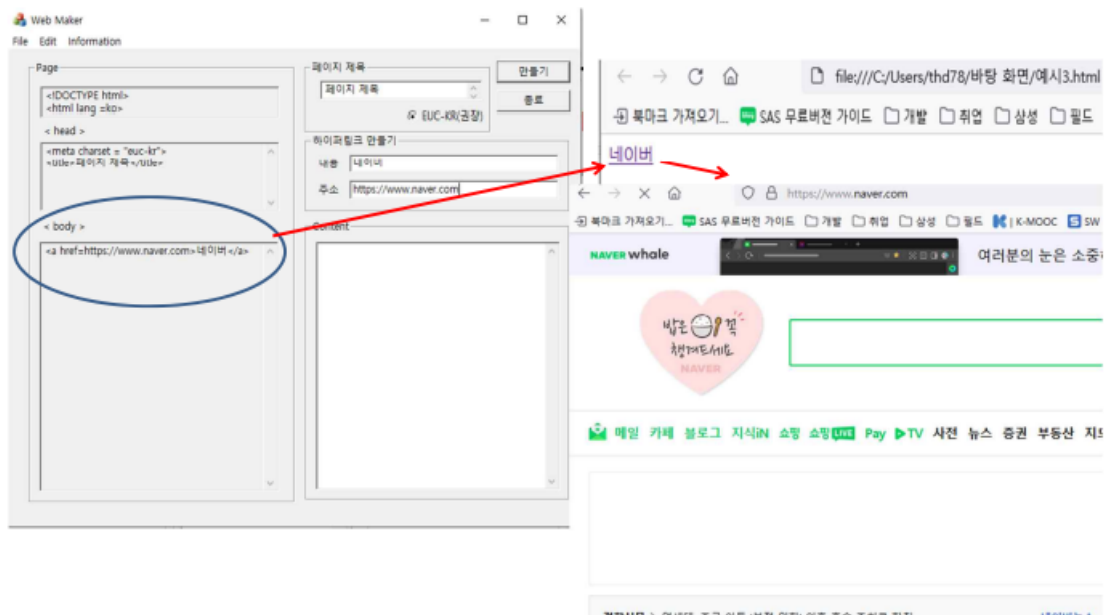 Web Maker
File Edit Information
Page
<!DOCTYPE html>
<html lang =ko>
< head >
<meta charset = "euc-kr">
<title>페이지 제목</title>
< body >
<a href=https://www.naver.com>네이버</a>
페이지 제목
페이지 제목
EUC-KR(권장)
만들기
종료
하이퍼링크 만들기
내용 네이버
주소 https://www.naver.com
Content
file:///C:/Users/thd78/바탕 화면/예시3.html
북마크 가져오기... SAS 무료버전 가이드 개발 취업 삼성 필드
네이버
https://www.naver.com
북마크 가져오기... SAS 무료버전 가이드 개발 취업 삼성 필드 | K-MOOC SW
NAVER whale
여러분의 눈은 소중
밥은 꼭
챙겨드세요
NAVER
메일 카페 블로그 지식iN 쇼핑 쇼핑LIVE Pay TV 사전 뉴스 증권 부동산